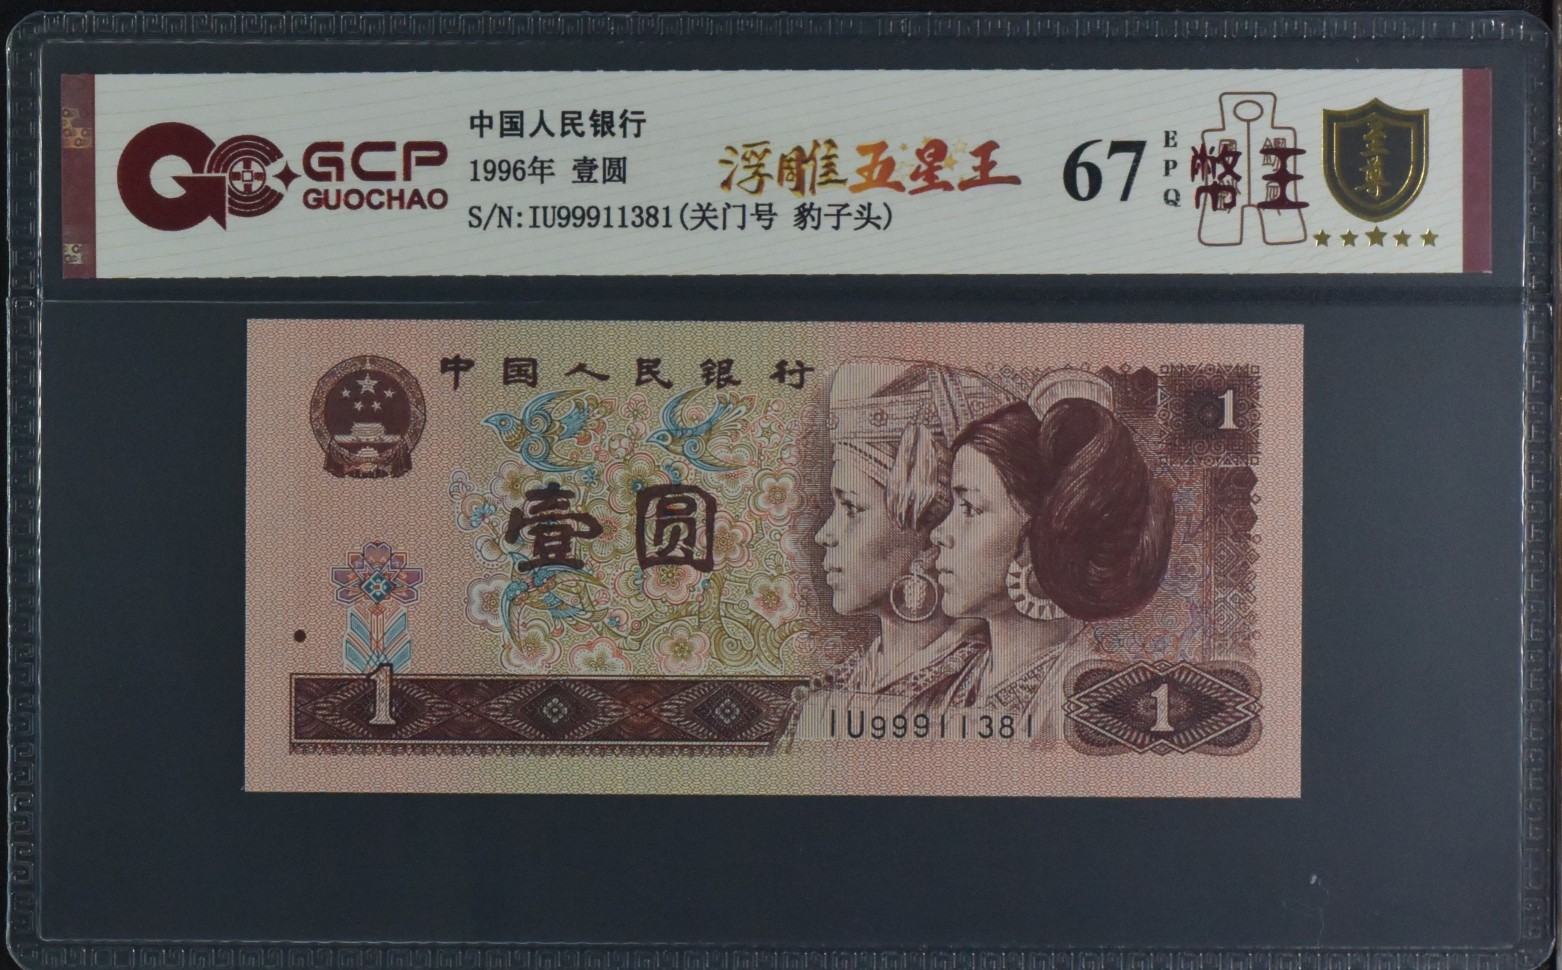 GCP
GUOCHAO
中国人民银行
1996年 壹圆
S/N:IU99911381(关门号 豹子头)
浮雕五星王
67
EPQ
至尊
中国人民银行
1
壹圆
1
IU99911381
1